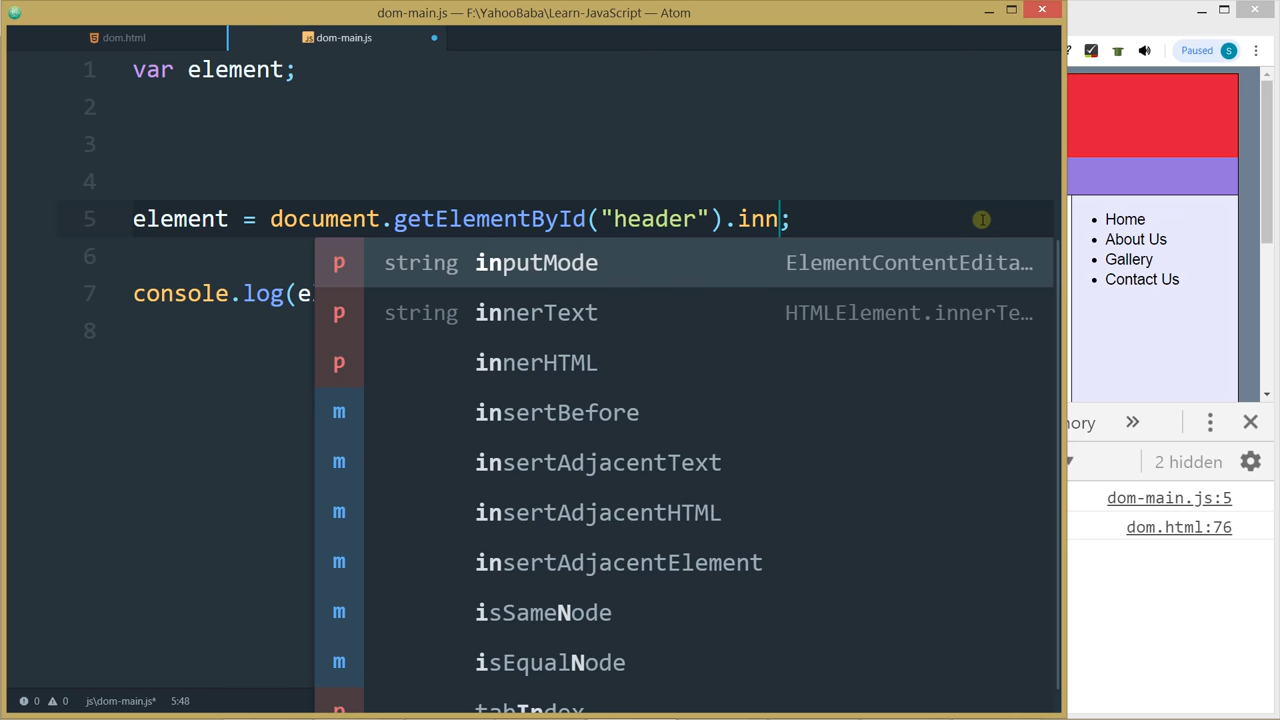 dom-main.js — F:\YahooBaba\Learn-JavaScript — Atom
dom.html
dom-main.js
1 var element;
2
3
4
5 element = document.getElementById("header").inn;
6
7 console.log(el
8
p string inputMode ElementContentEdita…
p string innerText HTMLElement.innerTe…
p innerHTML
m insertBefore
m insertAdjacentText
m insertAdjacentHTML
m insertAdjacentElement
m isSameNode
m isEqualNode
p tabIndex
0 0 js\dom-main.js* 5:48
Paused S
Home
About Us
Gallery
Contact Us
mory »
2 hidden
dom-main.js:5
dom.html:76